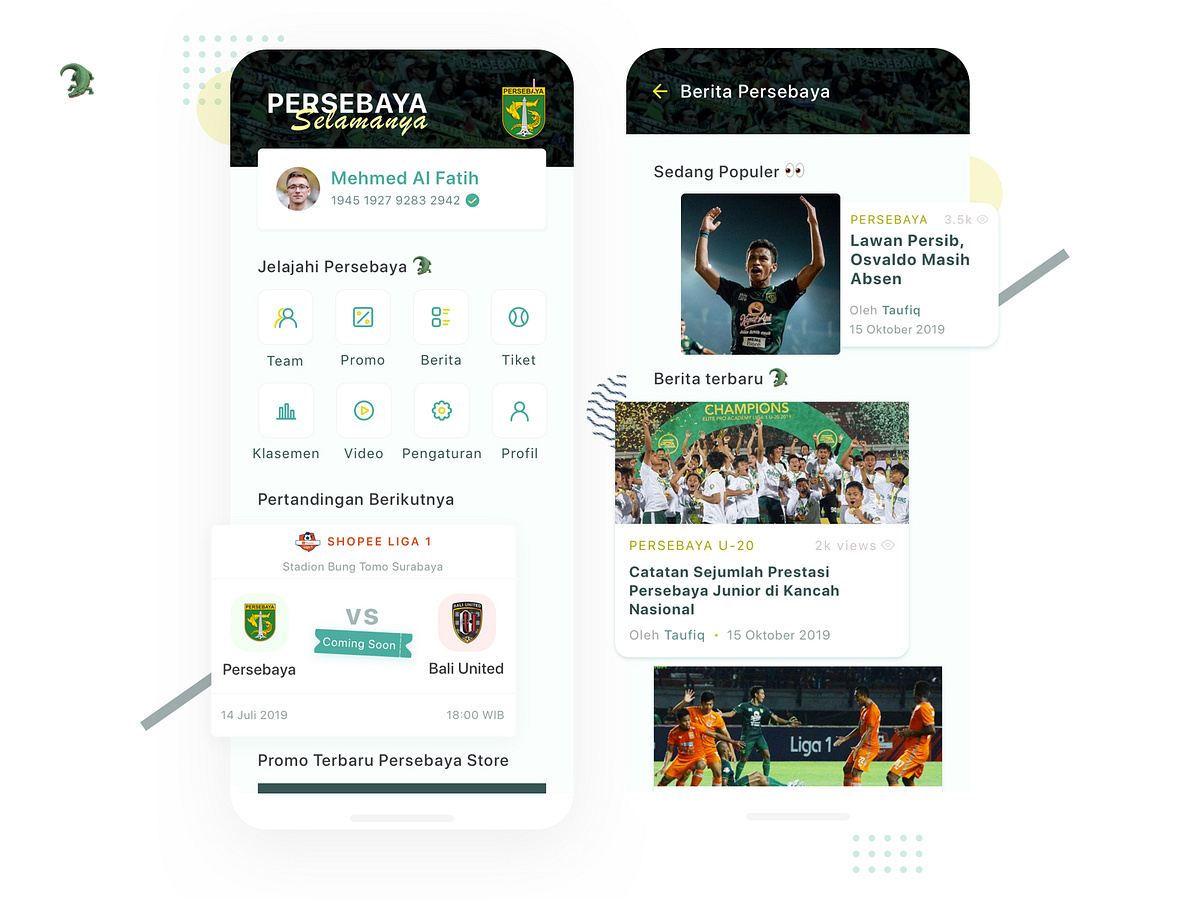 PERSEBAYA
Selamanya
PERSEBAYA
Mehmed Al Fatih
1945 1927 9283 2942
Jelajahi Persebaya
Team
Promo
Berita
Tiket
Klasemen
Video
Pengaturan
Profil
Pertandingan Berikutnya
SHOPEE LIGA 1
Stadion Bung Tomo Surabaya
PERSEBAYA
VS
Coming Soon
BALI UNITED
Persebaya
Bali United
14 Juli 2019
18:00 WIB
Promo Terbaru Persebaya Store
Berita Persebaya
Sedang Populer
PERSEBAYA
3.5k
Lawan Persib,
Osvaldo Masih
Absen
Oleh Taufiq
15 Oktober 2019
Berita terbaru
CHAMPIONS
ELITE PRO ACADEMY LIGA 1 U-20 2019
PERSEBAYA U-20
2k views
Catatan Sejumlah Prestasi
Persebaya Junior di Kancah
Nasional
Oleh Taufiq • 15 Oktober 2019
Liga 1